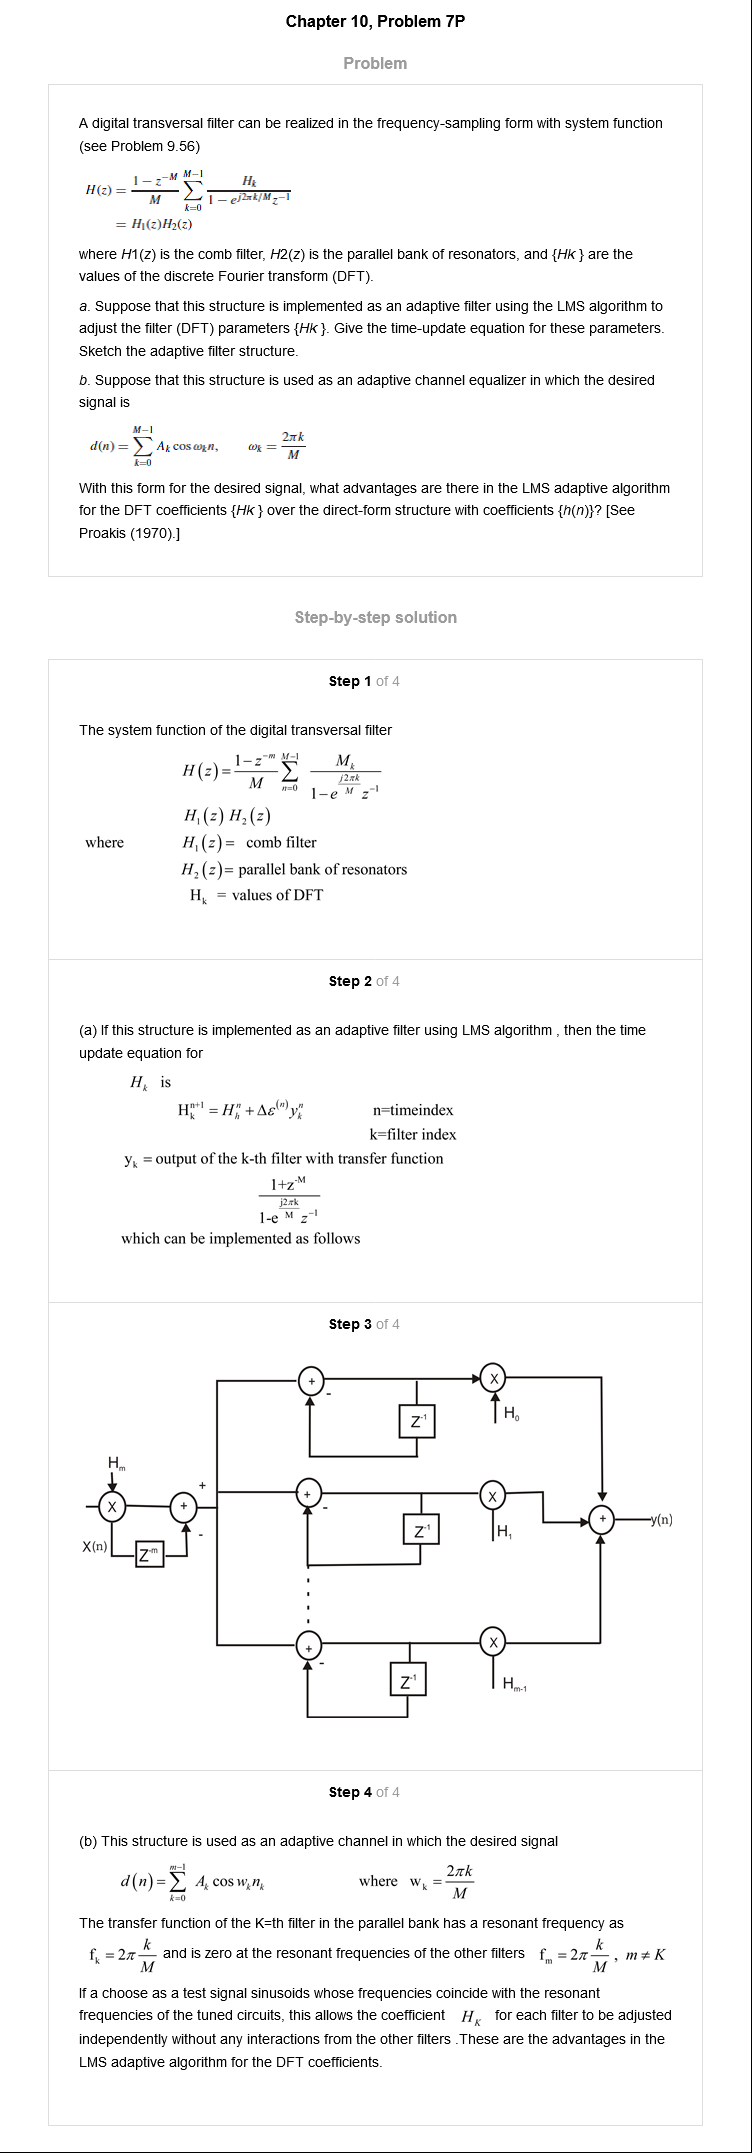 Chapter 10, Problem 7P
Problem
A digital transversal filter can be realized in the frequency-sampling form with system function
(see Problem 9.56)
H(z) = \frac{1 - z^{-M}}{M} \sum_{k=0}^{M-1} \frac{H_k}{1 - e^{j2\pi k/M} z^{-1}}
= H₁(z)H₂(z)
where H1(z) is the comb filter, H2(z) is the parallel bank of resonators, and {Hk } are the
values of the discrete Fourier transform (DFT).
a. Suppose that this structure is implemented as an adaptive filter using the LMS algorithm to
adjust the filter (DFT) parameters {Hk }. Give the time-update equation for these parameters.
Sketch the adaptive filter structure.
b. Suppose that this structure is used as an adaptive channel equalizer in which the desired
signal is
d(n) = \sum_{k=0}^{M-1} A_k \cos \omega_k n, \omega_k = \frac{2\pi k}{M}
With this form for the desired signal, what advantages are there in the LMS adaptive algorithm
for the DFT coefficients {Hk } over the direct-form structure with coefficients {h(n)}? [See
Proakis (1970).]
Step-by-step solution
Step 1 of 4
The system function of the digital transversal filter
H(z) = \frac{1-z^{-m}}{M} \sum_{n=0}^{M-1} \frac{M_k}{1-e^{\frac{j2\pi k}{M}} z^{-1}}
H₁(z) H₂(z)
where H₁(z) = comb filter
H₂(z) = parallel bank of resonators
H_k = values of DFT
Step 2 of 4
(a) If this structure is implemented as an adaptive filter using LMS algorithm , then the time
update equation for
H_k is
H_k^{n+1} = H_h^n + \Delta\varepsilon^{(n)} y_k^n n=timeindex
k=filter index
y_k = output of the k-th filter with transfer function
\frac{1+z^{-M}}{1-e^{\frac{j2\pi k}{M}} z^{-1}}
which can be implemented as follows
Step 3 of 4
+
X
-
Z⁻¹
H₀
H_m
+
X
+
+
X
-
Z⁻¹
H₁
+
y(n)
X(n)
Z^{-m}
-
+
X
-
Z⁻¹
H_{m-1}
Step 4 of 4
(b) This structure is used as an adaptive channel in which the desired signal
d(n) = \sum_{k=0}^{m-1} A_k \cos w_k n_k where w_k = \frac{2\pi k}{M}
The transfer function of the K=th filter in the parallel bank has a resonant frequency as
f_k = 2\pi \frac{k}{M} and is zero at the resonant frequencies of the other filters f_m = 2\pi \frac{k}{M} , m ≠ K
If a choose as a test signal sinusoids whose frequencies coincide with the resonant
frequencies of the tuned circuits, this allows the coefficient H_K for each filter to be adjusted
independently without any interactions from the other filters .These are the advantages in the
LMS adaptive algorithm for the DFT coefficients.